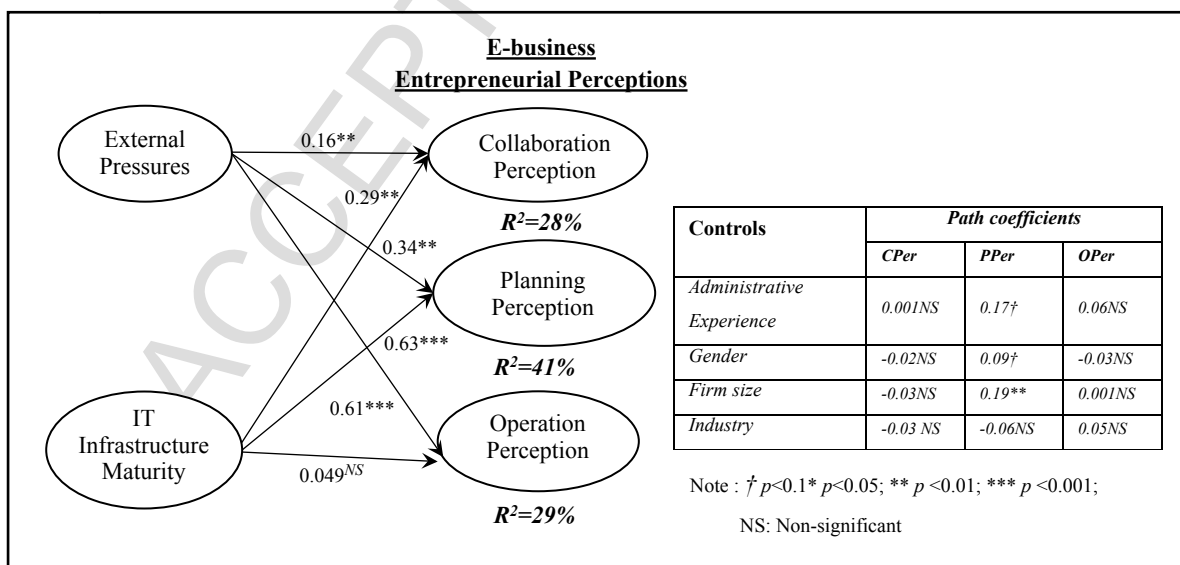 ACCEPT
E-business
Entrepreneurial Perceptions
External
Pressures
IT
Infrastructure
Maturity
0.16**
0.29**
0.34**
0.63***
0.61***
0.049NS
Collaboration
Perception
R²=28%
Planning
Perception
R²=41%
Operation
Perception
R²=29%
Controls Path coefficients
CPer PPer OPer
Administrative
Experience 0.001NS 0.17† 0.06NS
Gender -0.02NS 0.09† -0.03NS
Firm size -0.03NS 0.19** 0.001NS
Industry -0.03 NS -0.06NS 0.05NS
Note : † p<0.1* p<0.05; ** p <0.01; *** p <0.001;
NS: Non-significant